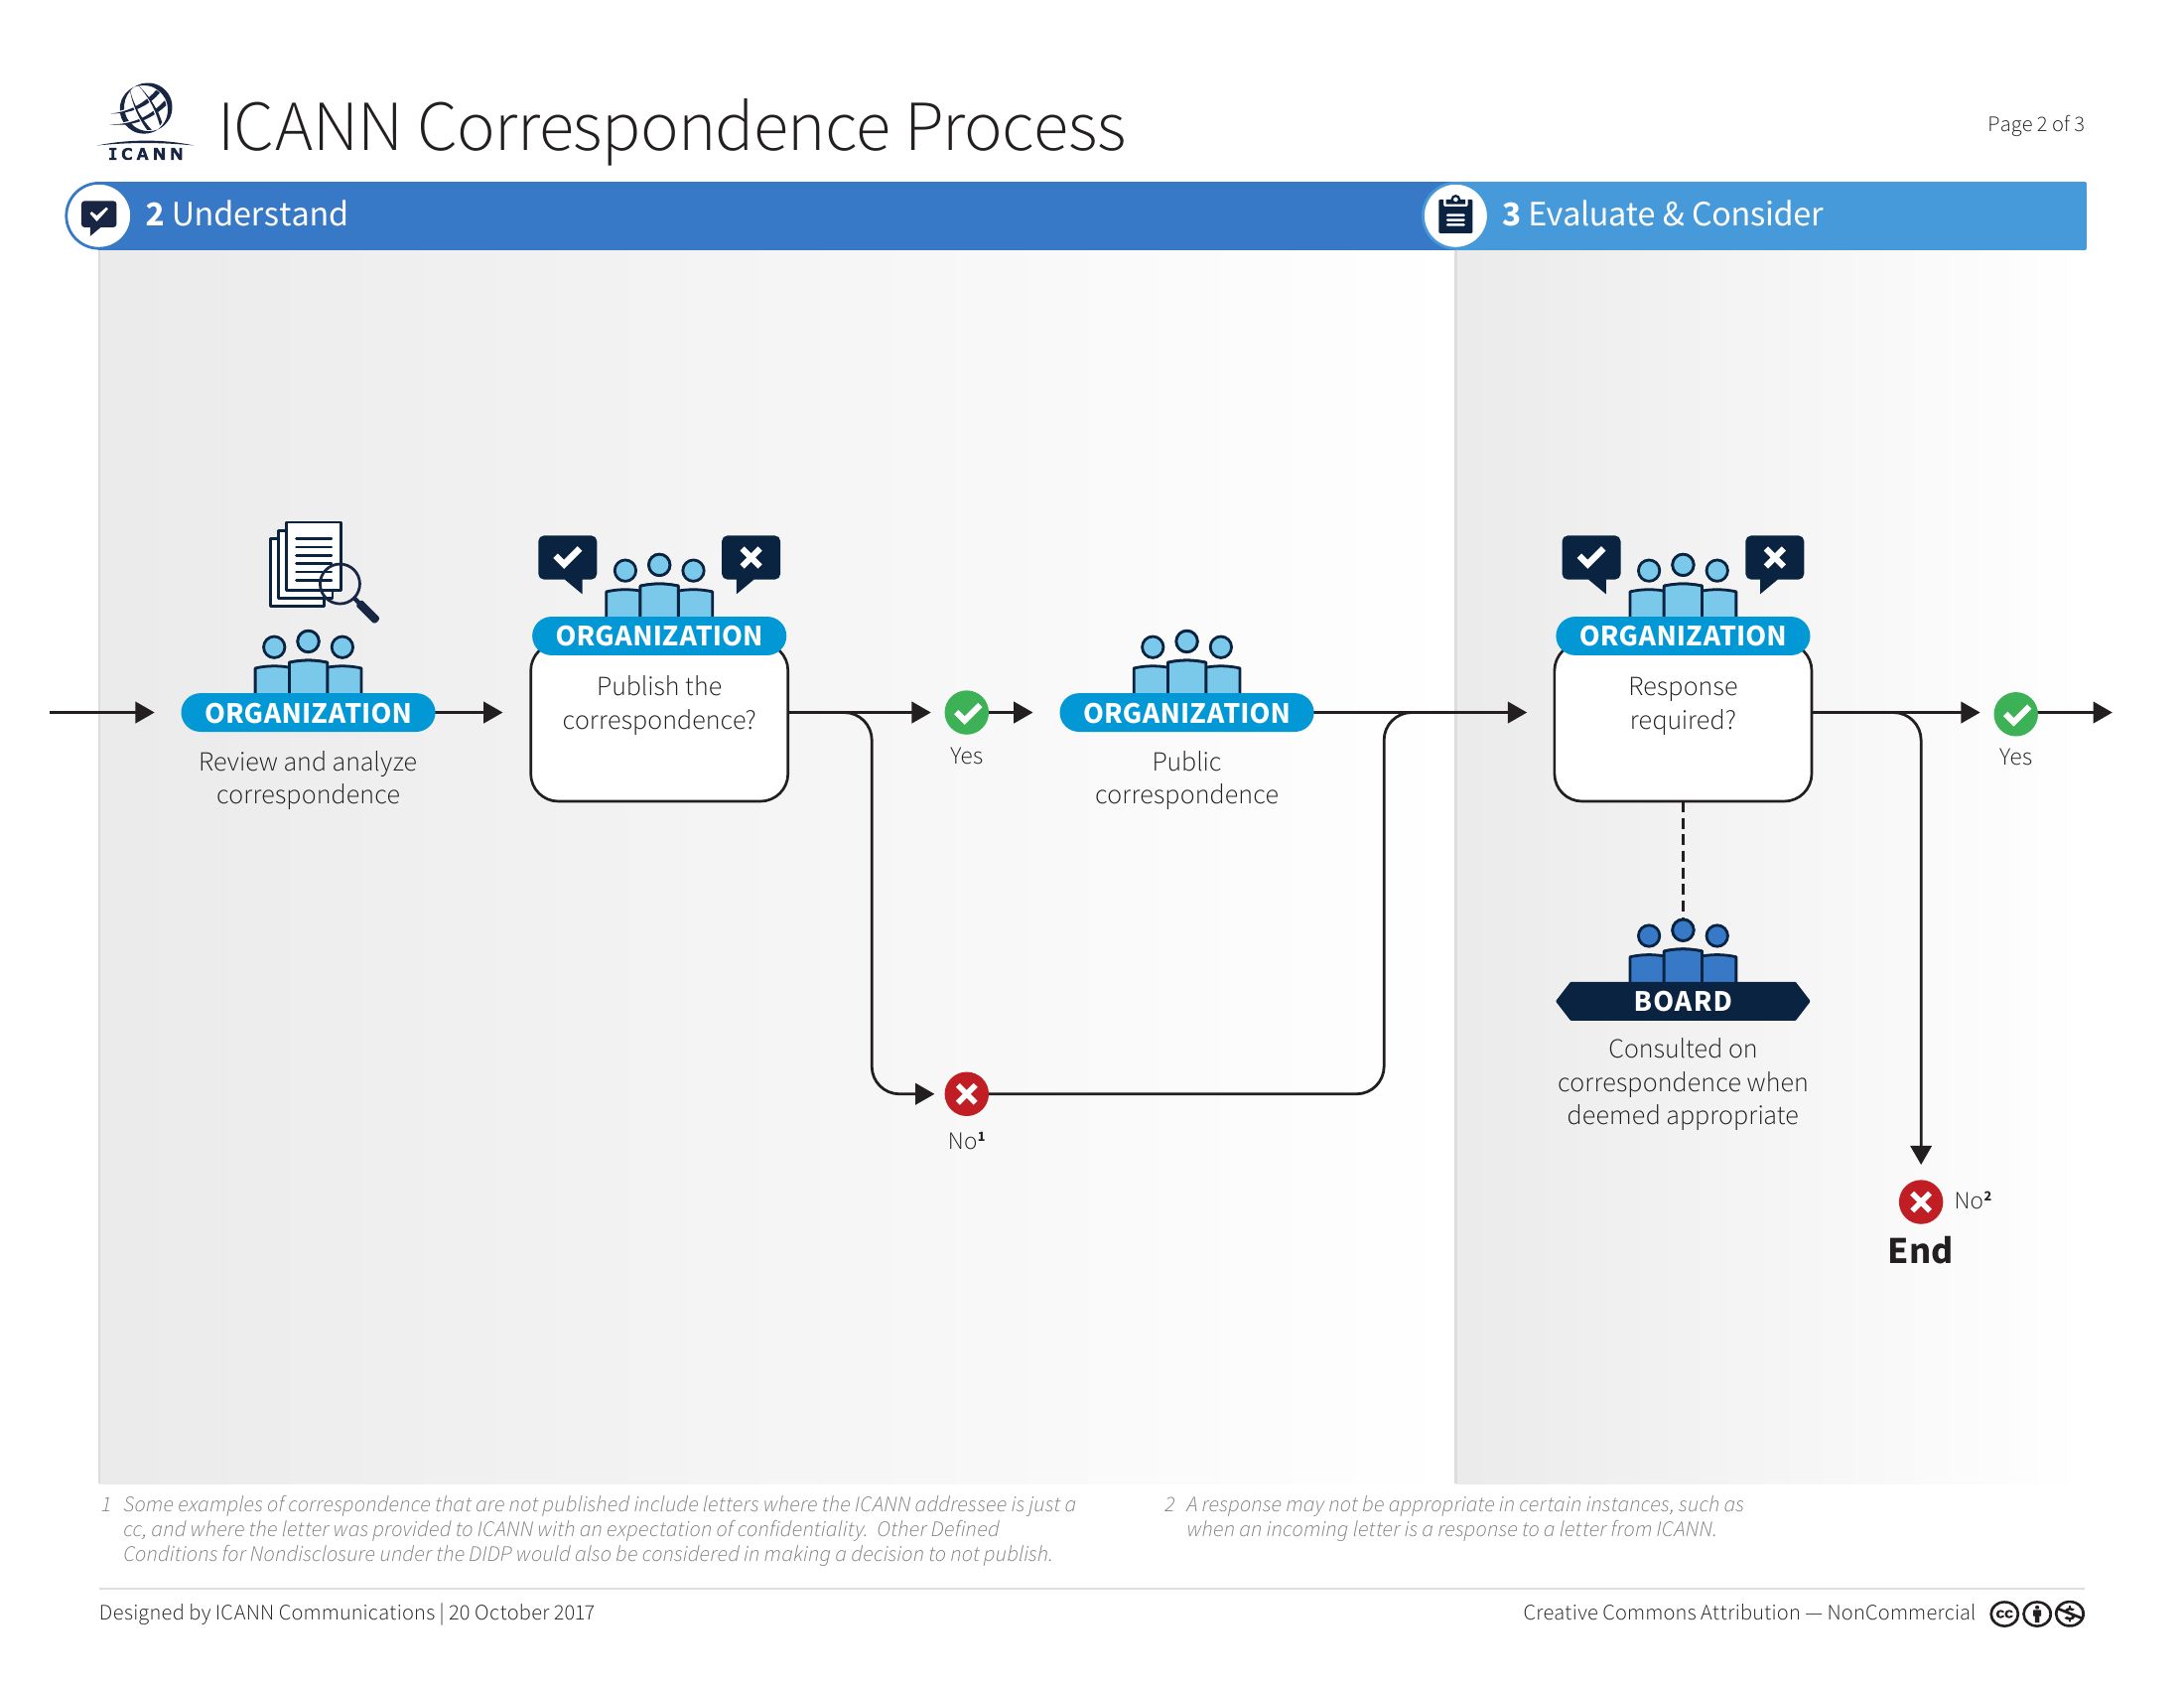 ICANN
ICANN Correspondence Process
Page 2 of 3
2 Understand
3 Evaluate & Consider
ORGANIZATION
Review and analyze
correspondence
ORGANIZATION
Publish the
correspondence?
Yes
ORGANIZATION
Public
correspondence
No¹
ORGANIZATION
Response
required?
Yes
BOARD
Consulted on
correspondence when
deemed appropriate
No²
End
1 Some examples of correspondence that are not published include letters where the ICANN addressee is just a
cc, and where the letter was provided to ICANN with an expectation of confidentiality. Other Defined
Conditions for Nondisclosure under the DIDP would also be considered in making a decision to not publish.
2 A response may not be appropriate in certain instances, such as
when an incoming letter is a response to a letter from ICANN.
Designed by ICANN Communications | 20 October 2017
Creative Commons Attribution — NonCommercial
cc